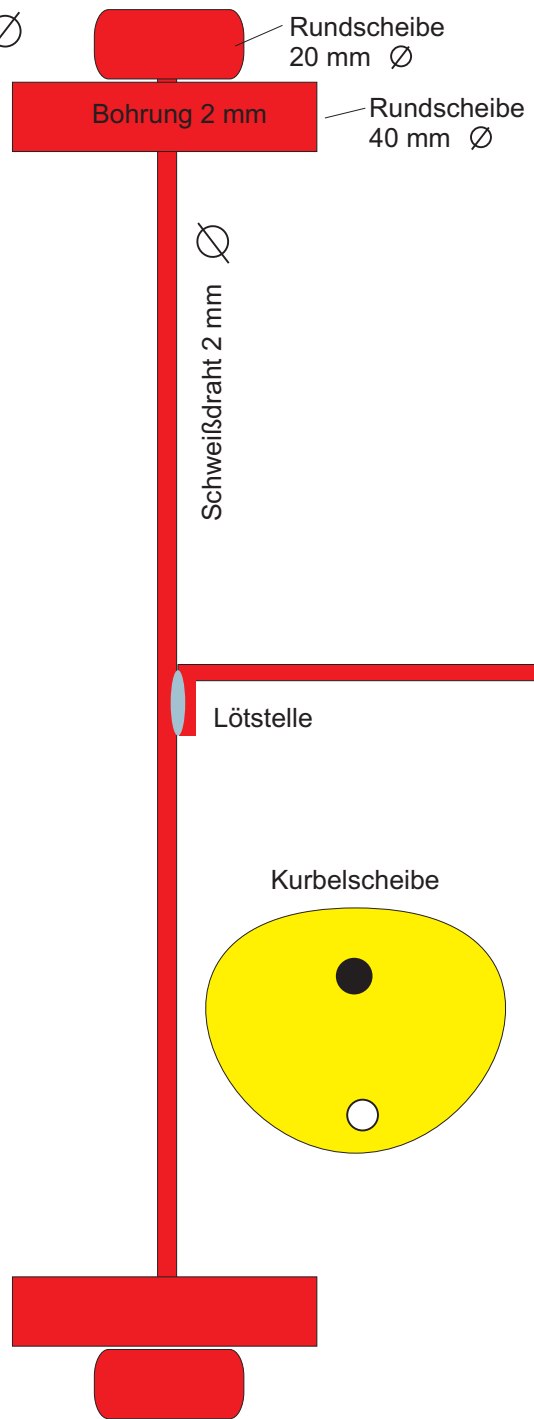 Ø
Rundscheibe
20 mm Ø
Bohrung 2 mm
Rundscheibe
40 mm Ø
Schweißdraht 2 mm Ø
Lötstelle
Kurbelscheibe